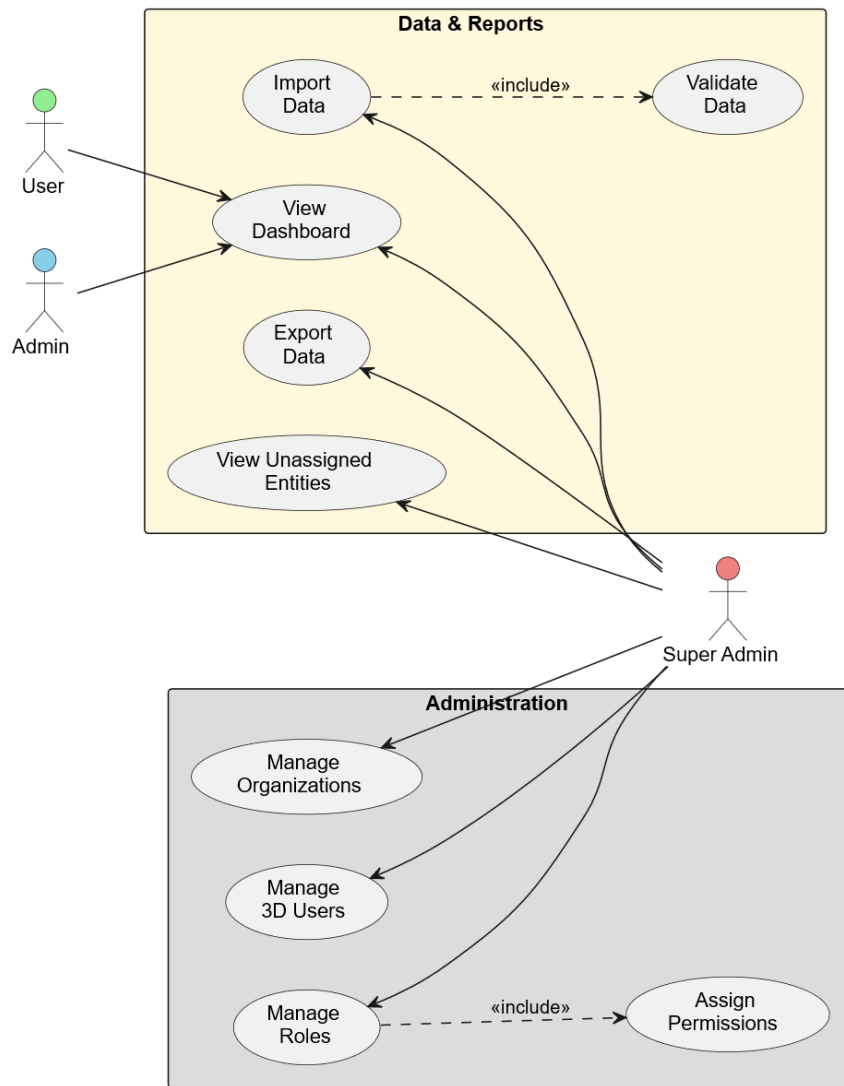 Data & Reports
Import
Data
«include»
Validate
Data
User
View
Dashboard
Admin
Export
Data
View Unassigned
Entities
Super Admin
Administration
Manage
Organizations
Manage
3D Users
Manage
Roles
«include»
Assign
Permissions